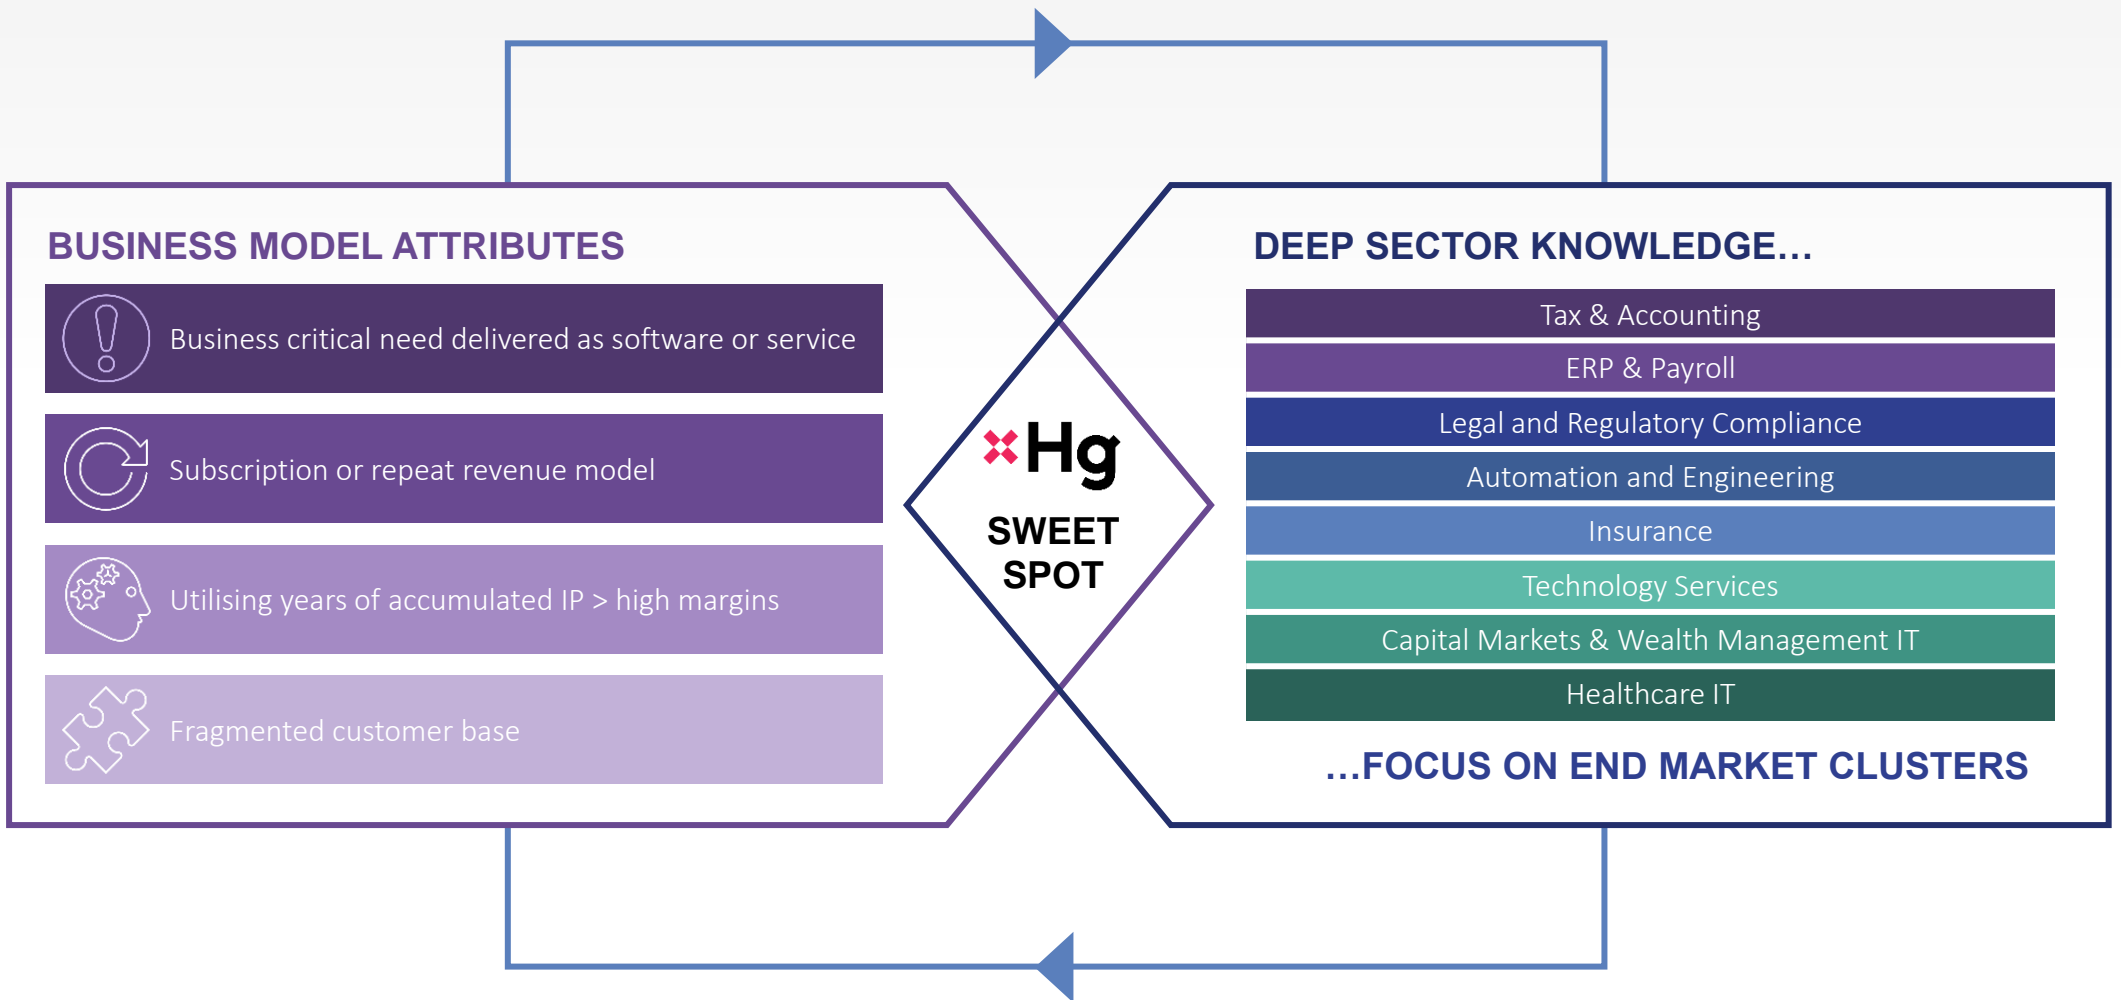 BUSINESS MODEL ATTRIBUTES
Business critical need delivered as software or service
Subscription or repeat revenue model
Utilising years of accumulated IP > high margins
Fragmented customer base
Hg
SWEET
SPOT
DEEP SECTOR KNOWLEDGE...
Tax & Accounting
ERP & Payroll
Legal and Regulatory Compliance
Automation and Engineering
Insurance
Technology Services
Capital Markets & Wealth Management IT
Healthcare IT
...FOCUS ON END MARKET CLUSTERS